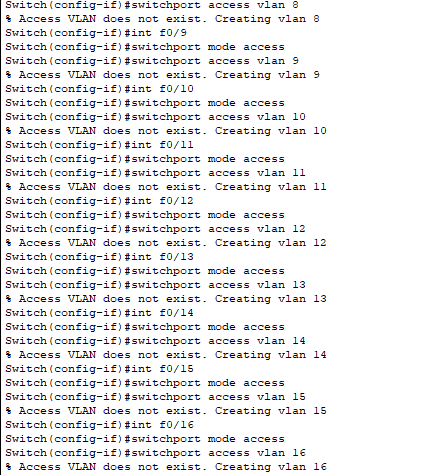 Switch(config-if)#switchport access vlan 8
% Access VLAN does not exist. Creating vlan 8
Switch(config-if)#int f0/9
Switch(config-if)#switchport mode access
Switch(config-if)#switchport access vlan 9
% Access VLAN does not exist. Creating vlan 9
Switch(config-if)#int f0/10
Switch(config-if)#switchport mode access
Switch(config-if)#switchport access vlan 10
% Access VLAN does not exist. Creating vlan 10
Switch(config-if)#int f0/11
Switch(config-if)#switchport mode access
Switch(config-if)#switchport access vlan 11
% Access VLAN does not exist. Creating vlan 11
Switch(config-if)#int f0/12
Switch(config-if)#switchport mode access
Switch(config-if)#switchport access vlan 12
% Access VLAN does not exist. Creating vlan 12
Switch(config-if)#int f0/13
Switch(config-if)#switchport mode access
Switch(config-if)#switchport access vlan 13
% Access VLAN does not exist. Creating vlan 13
Switch(config-if)#int f0/14
Switch(config-if)#switchport mode access
Switch(config-if)#switchport access vlan 14
% Access VLAN does not exist. Creating vlan 14
Switch(config-if)#int f0/15
Switch(config-if)#switchport mode access
Switch(config-if)#switchport access vlan 15
% Access VLAN does not exist. Creating vlan 15
Switch(config-if)#int f0/16
Switch(config-if)#switchport mode access
Switch(config-if)#switchport access vlan 16
% Access VLAN does not exist. Creating vlan 16